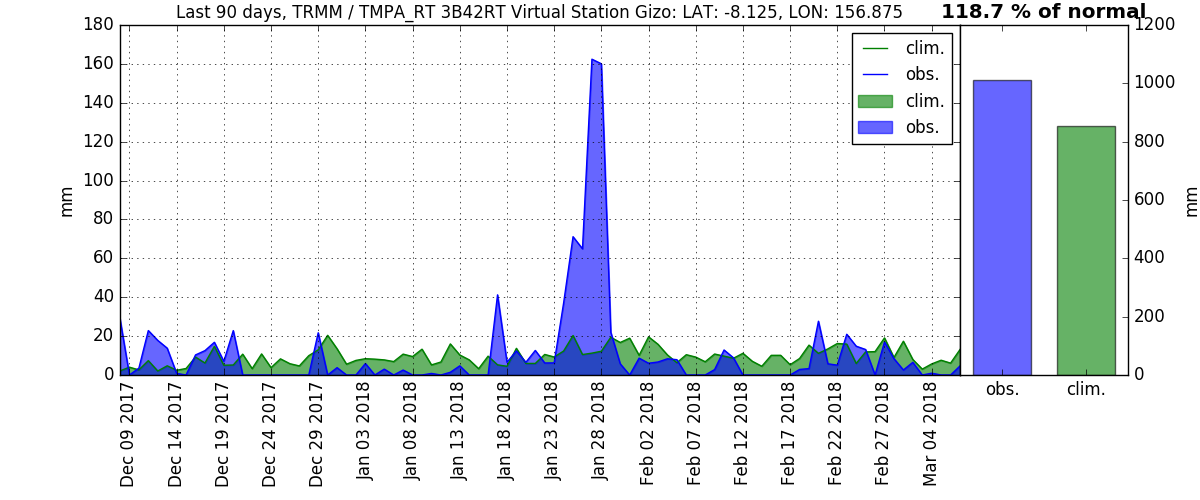 Last 90 days, TRMM / TMPA_RT 3B42RT Virtual Station Gizo: LAT: -8.125, LON: 156.875
118.7 % of normal
180
160
140
120
100
80
60
40
20
0
mm
clim.
obs.
clim.
obs.
Dec 09 2017
Dec 14 2017
Dec 19 2017
Dec 24 2017
Dec 29 2017
Jan 03 2018
Jan 08 2018
Jan 13 2018
Jan 18 2018
Jan 23 2018
Jan 28 2018
Feb 02 2018
Feb 07 2018
Feb 12 2018
Feb 17 2018
Feb 22 2018
Feb 27 2018
Mar 04 2018
1200
1000
800
600
400
200
0
mm
obs.
clim.